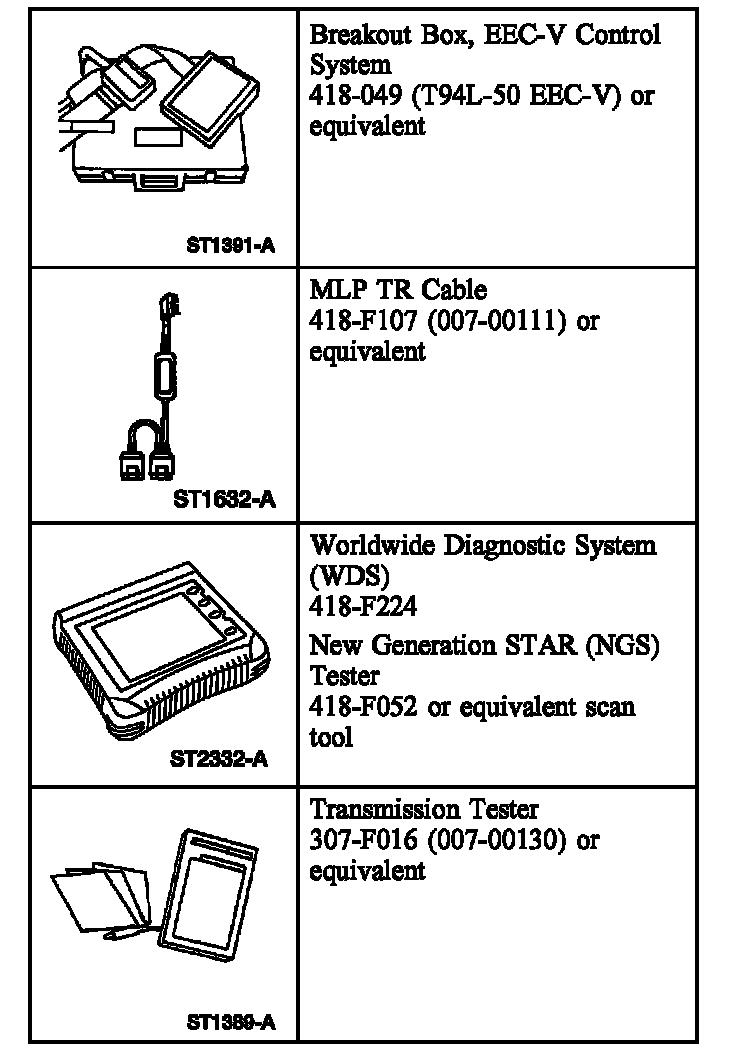 Breakout Box, EEC-V Control
System
418-049 (T94L-50 EEC-V) or
equivalent
ST1391-A
MLP TR Cable
418-F107 (007-00111) or
equivalent
ST1632-A
Worldwide Diagnostic System
(WDS)
418-F224
New Generation STAR (NGS)
Tester
418-F052 or equivalent scan
tool
ST2332-A
Transmission Tester
307-F016 (007-00130) or
equivalent
ST1389-A